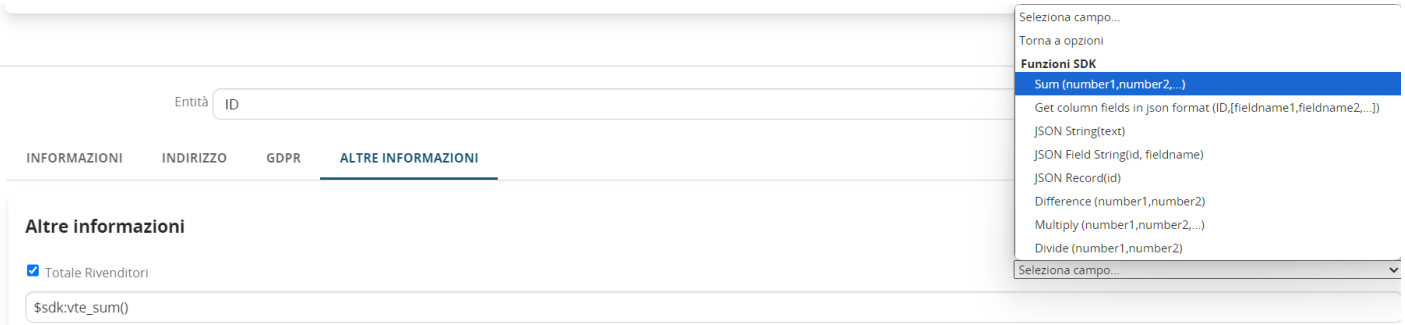 Seleziona campo...
Torna a opzioni
Funzioni SDK
Sum (number1,number2,...)
Get column fields in json format (ID,[fieldname1,fieldname2,...])
JSON String(text)
JSON Field String(id, fieldname)
JSON Record(id)
Difference (number1,number2)
Multiply (number1,number2,...)
Divide (number1,number2)
Seleziona campo...
Entità ID
INFORMAZIONI INDIRIZZO GDPR ALTRE INFORMAZIONI
Altre informazioni
Totale Rivenditori
$sdk:vte_sum()